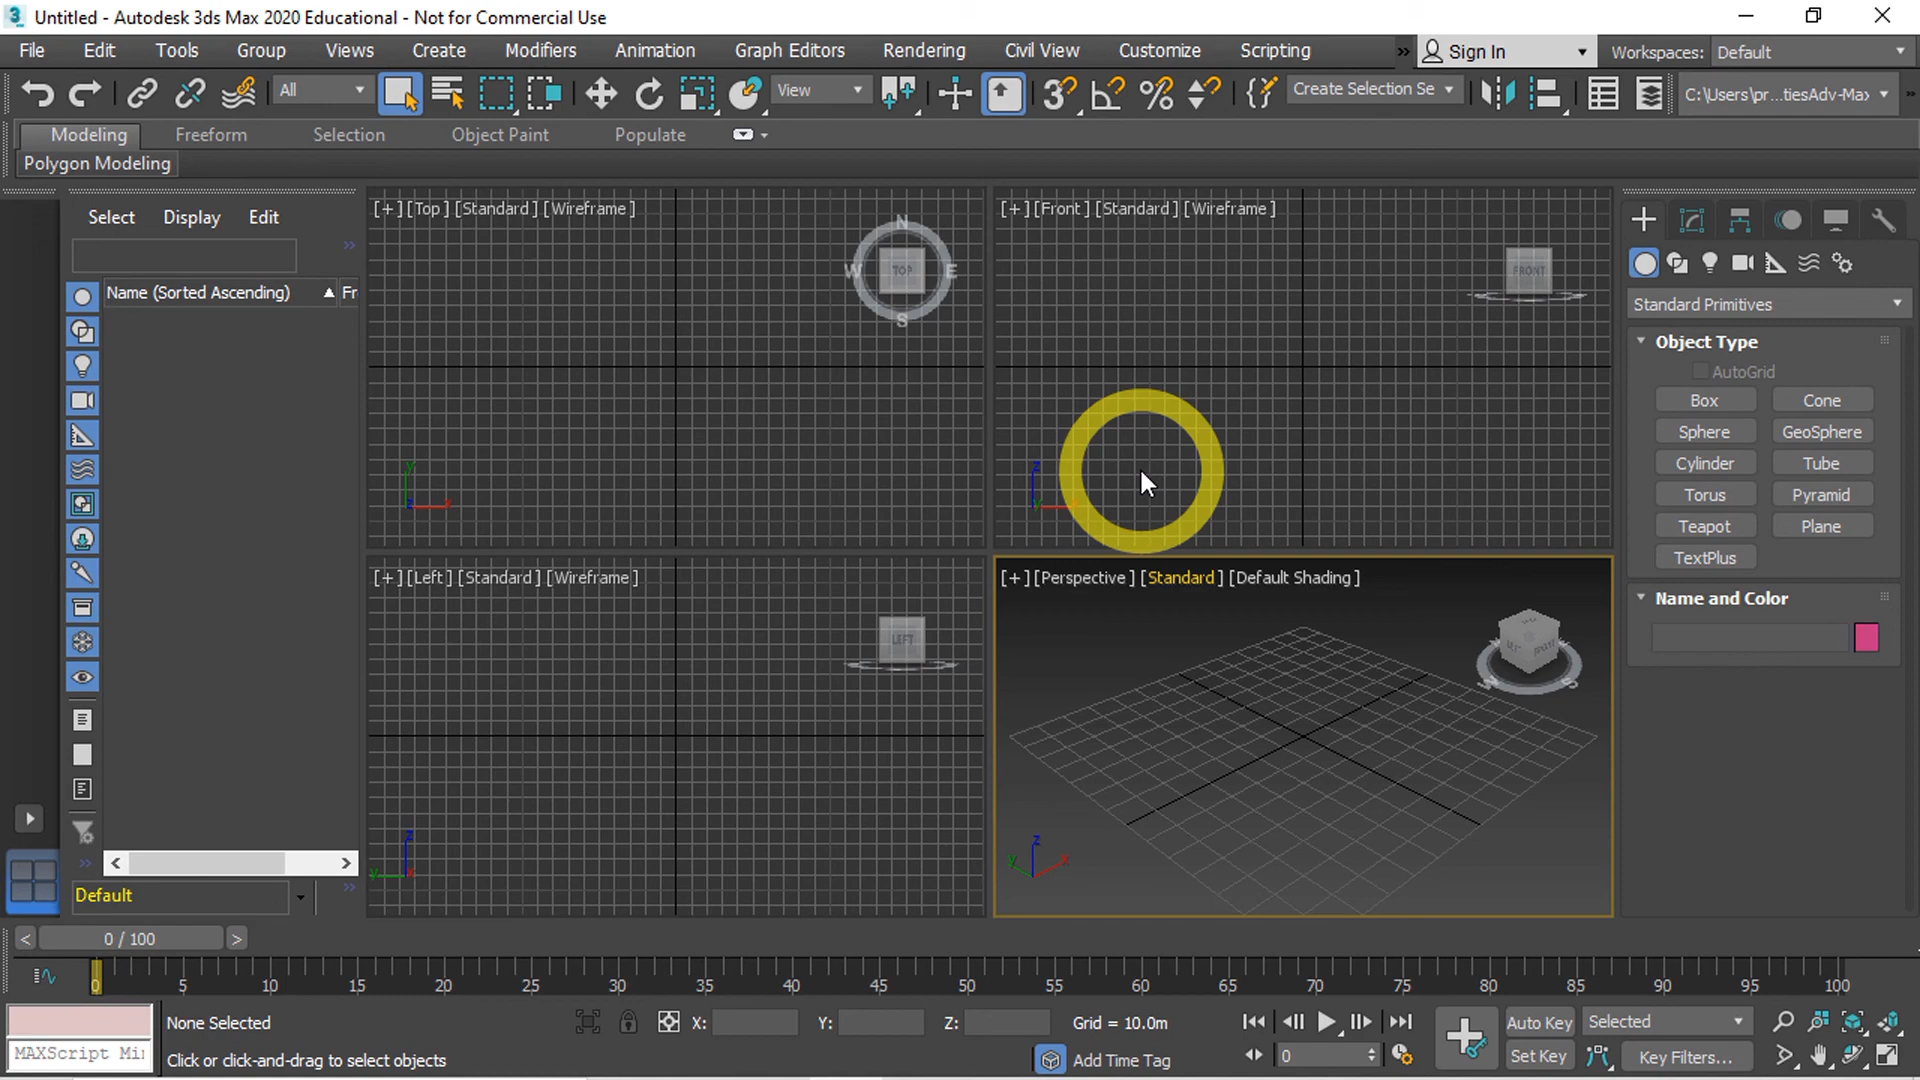 Untitled - Autodesk 3ds Max 2020 Educational - Not for Commercial Use
File Edit Tools Group Views Create Modifiers Animation Graph Editors Rendering Civil View Customize Scripting » Sign In Workspaces: Default
All View Create Selection Se C:\Users\pr...tiesAdv-Max
Modeling Freeform Selection Object Paint Populate
Polygon Modeling
Select Display Edit
Name (Sorted Ascending) Fr
Default
[+] [Top] [Standard] [Wireframe]
N
W TOP E
S
y
z x
[+] [Front] [Standard] [Wireframe]
FRONT
z
y x
[+] [Left] [Standard] [Wireframe]
LEFT
z
y x
[+] [Perspective] [Standard] [Default Shading]
S
z
y x
Standard Primitives
Object Type
AutoGrid
Box Cone
Sphere GeoSphere
Cylinder Tube
Torus Pyramid
Teapot Plane
TextPlus
Name and Color
< 0 / 100 >
0 5 10 15 20 25 30 35 40 45 50 55 60 65 70 75 80 85 90 95 100
None Selected X: Y: Z: Grid = 10.0m Auto Key Selected
MAXScript Mi Click or click-and-drag to select objects Add Time Tag 0 Set Key Key Filters...